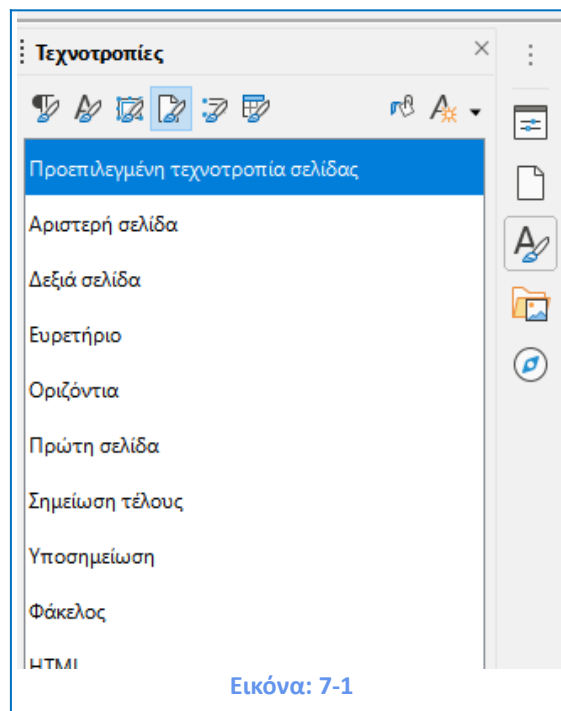 Τεχνοτροπίες
Προεπιλεγμένη τεχνοτροπία σελίδας
Αριστερή σελίδα
Δεξιά σελίδα
Ευρετήριο
Οριζόντια
Πρώτη σελίδα
Σημείωση τέλους
Υποσημείωση
Φάκελος
HTML
Εικόνα: 7-1